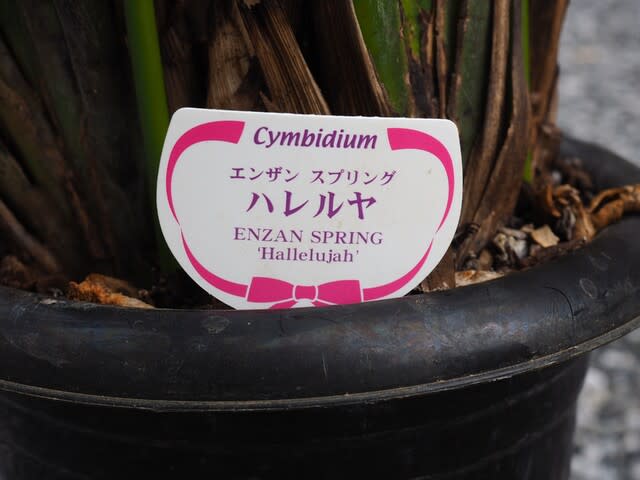 Cymbidium
エンザン スプリング
ハレルヤ
ENZAN SPRING
'Hallelujah'